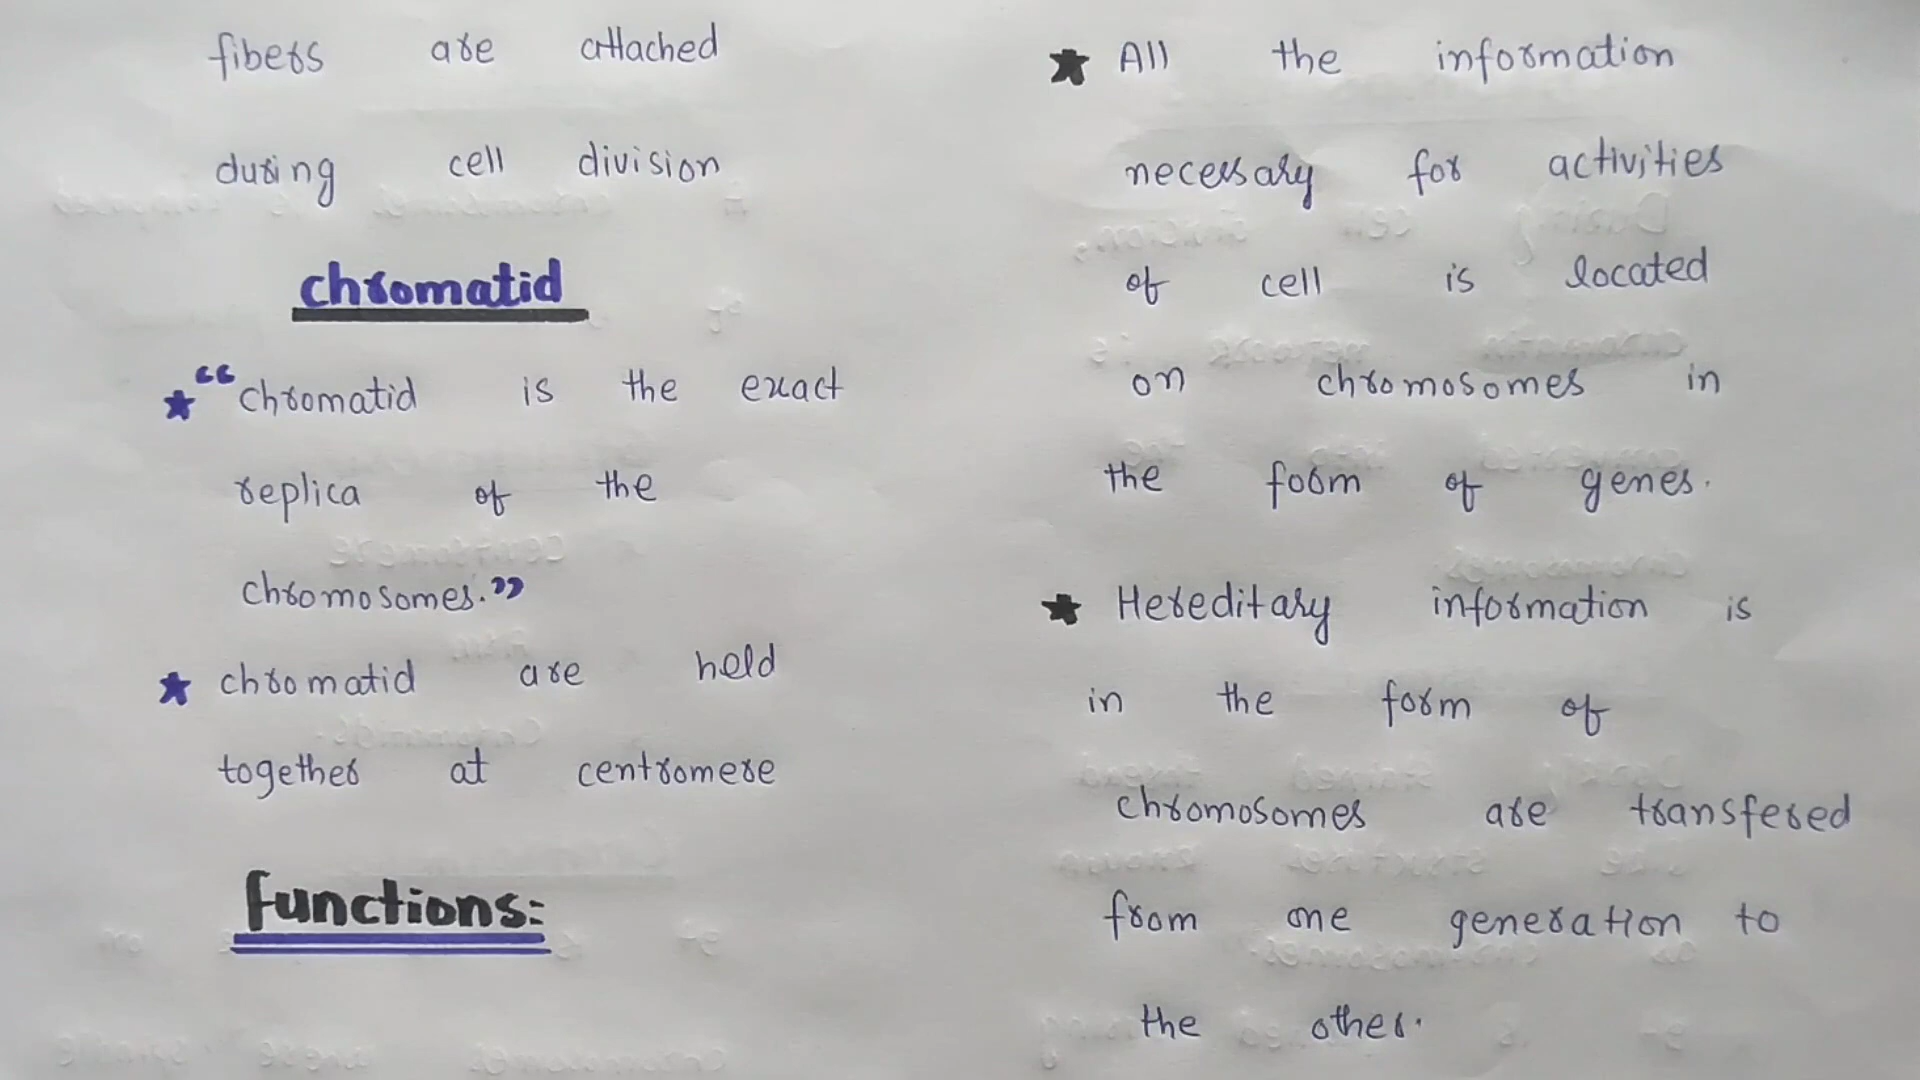 fibers are attached
during cell division
chromatid
★ “chromatid is the exact
replica of the
chromosomes.”
★ chromatid are held
together at centromere
functions:
★ All the information
necessary for activities
of cell is located
on chromosomes in
the form of genes.
★ Hereditary information is
in the form of
chromosomes are transfered
from one generation to
the other.